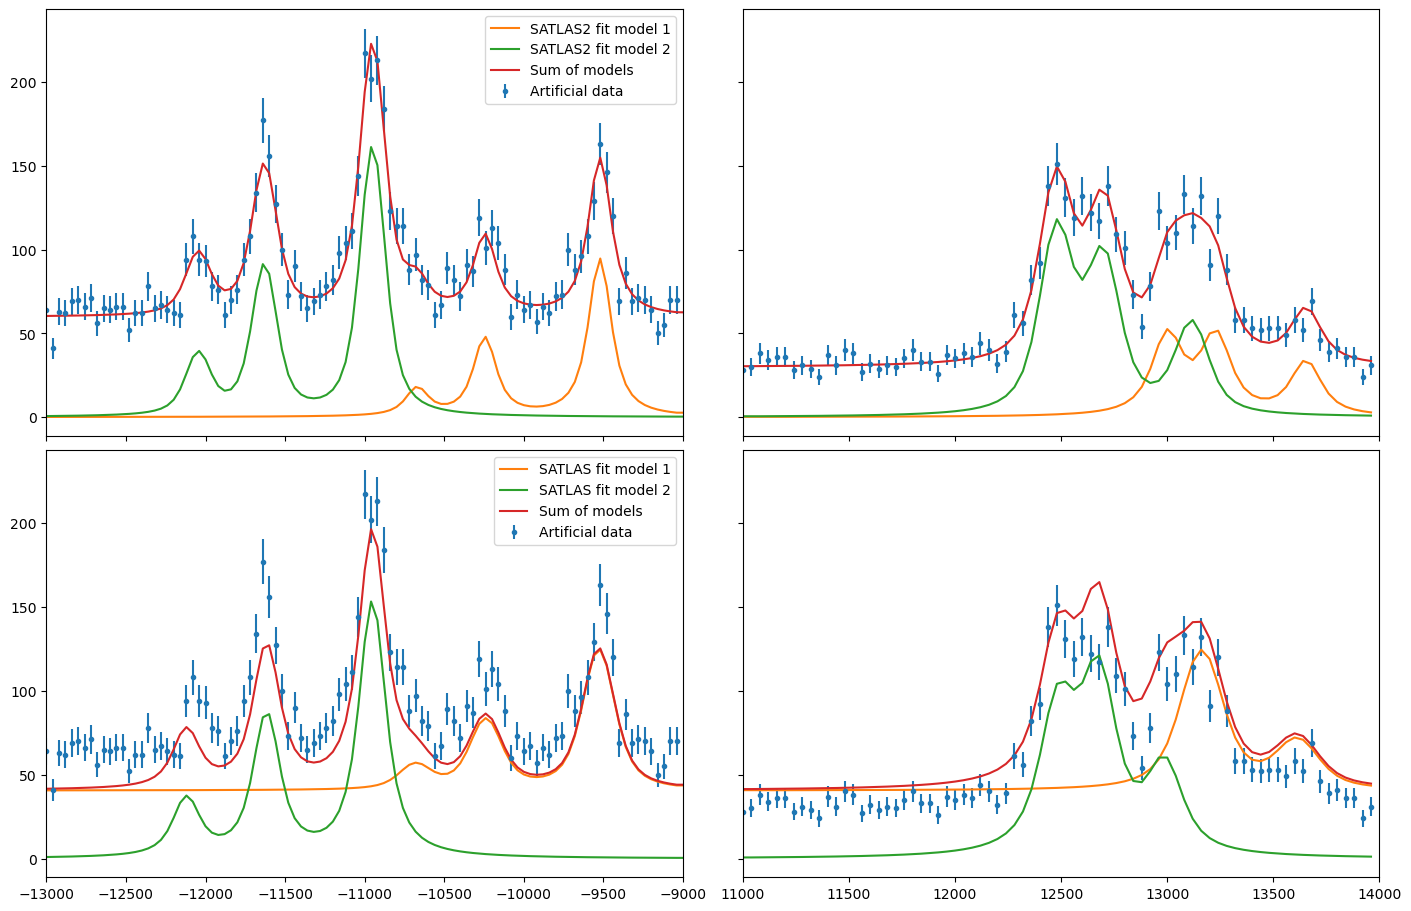 SATLAS2 fit model 1
SATLAS2 fit model 2
Sum of models
Artificial data
200
150
100
50
0
SATLAS fit model 1
SATLAS fit model 2
Sum of models
Artificial data
200
150
100
50
0
−13000 −12500 −12000 −11500 −11000 −10500 −10000 −9500 −9000
11000 11500 12000 12500 13000 13500 14000